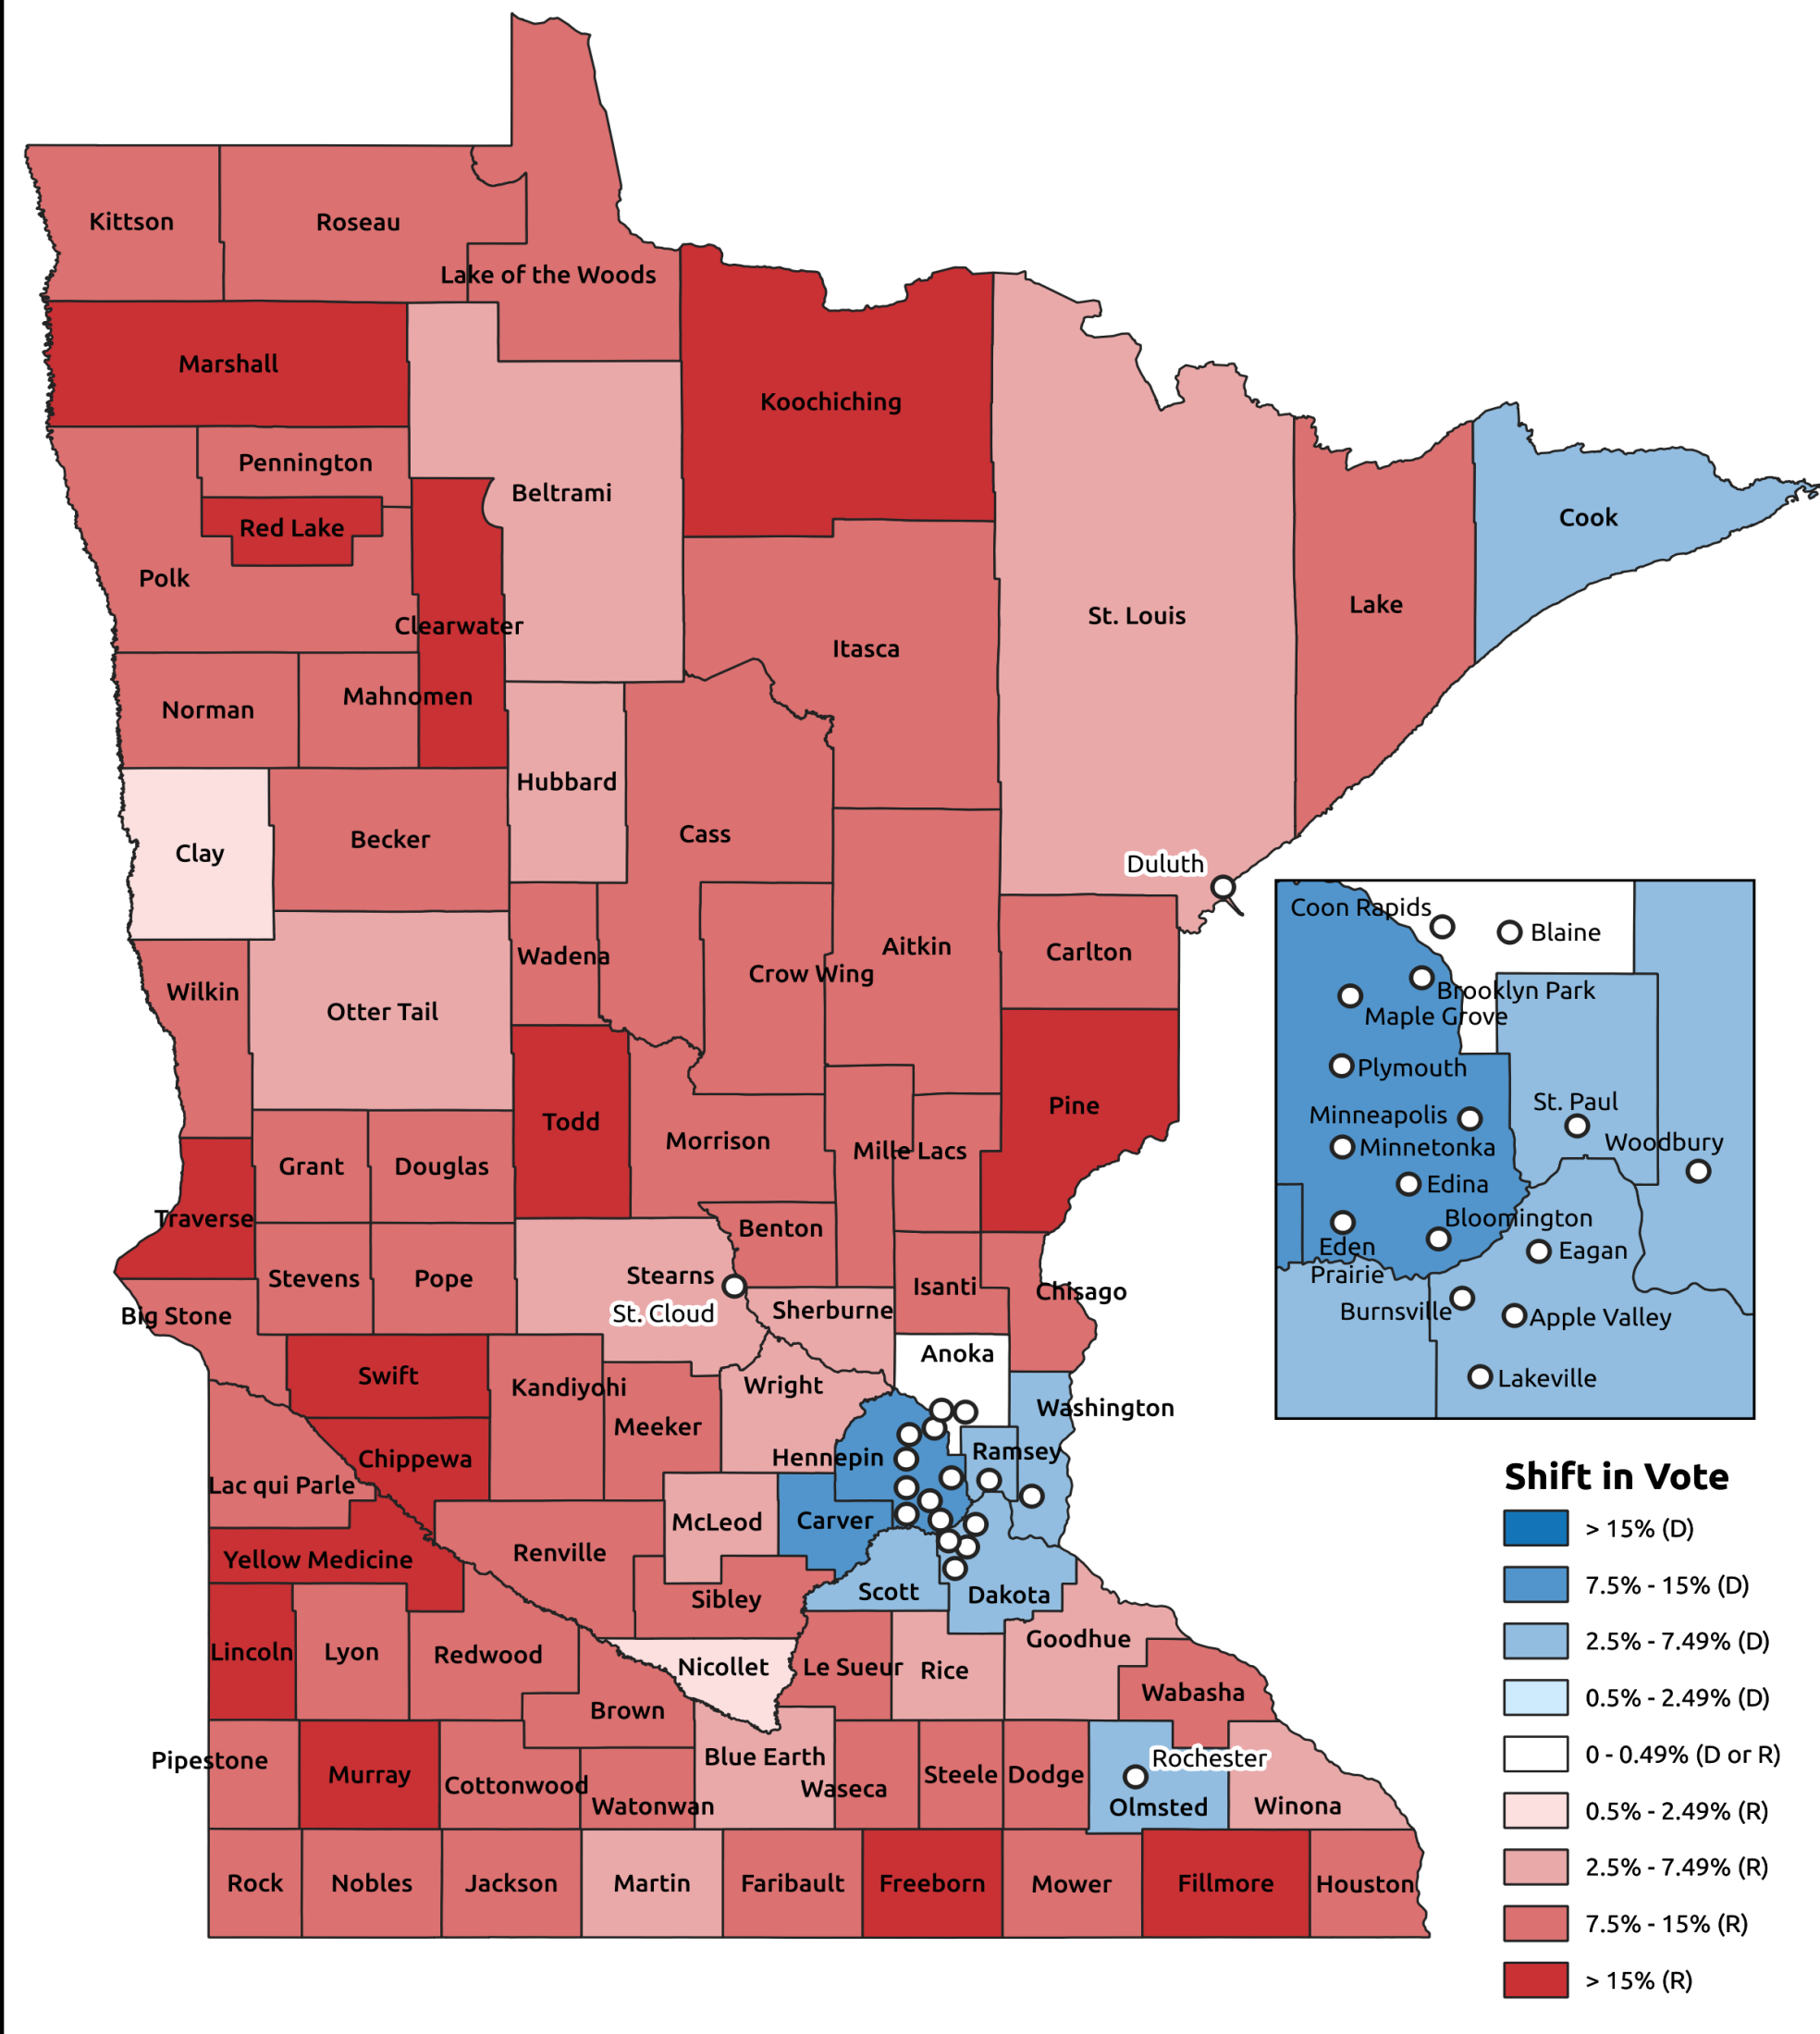 Kittson
Roseau
Lake of the Woods
Marshall
Koochiching
Pennington
Beltrami
Red Lake
Cook
Polk
Lake
St. Louis
Clearwater
Itasca
Mahnomen
Norman
Hubbard
Cass
Becker
Clay
Duluth
Aitkin
Carlton
Wadena
Crow Wing
Wilkin
Otter Tail
Pine
Todd
Morrison
Mille Lacs
Grant
Douglas
Traverse
Benton
Stearns
Stevens
Pope
Isanti
Chisago
St. Cloud
Sherburne
Big Stone
Anoka
Swift
Kandiyohi
Wright
Washington
Meeker
Hennepin
Ramsey
Chippewa
Lac qui Parle
McLeod
Carver
Renville
Yellow Medicine
Scott
Dakota
Sibley
Goodhue
Lincoln
Lyon
Redwood
Nicollet
Le Sueur
Rice
Wabasha
Brown
Blue Earth
Rochester
Pipestone
Murray
Cottonwood
Waseca
Steele
Dodge
Watonwan
Olmsted
Winona
Rock
Nobles
Jackson
Martin
Faribault
Freeborn
Mower
Fillmore
Houston
Coon Rapids
Blaine
Brooklyn Park
Maple Grove
Plymouth
St. Paul
Minneapolis
Woodbury
Minnetonka
Edina
Bloomington
Eden
Prairie
Eagan
Burnsville
Apple Valley
Lakeville
Shift in Vote
> 15% (D)
7.5% - 15% (D)
2.5% - 7.49% (D)
0.5% - 2.49% (D)
0 - 0.49% (D or R)
0.5% - 2.49% (R)
2.5% - 7.49% (R)
7.5% - 15% (R)
> 15% (R)